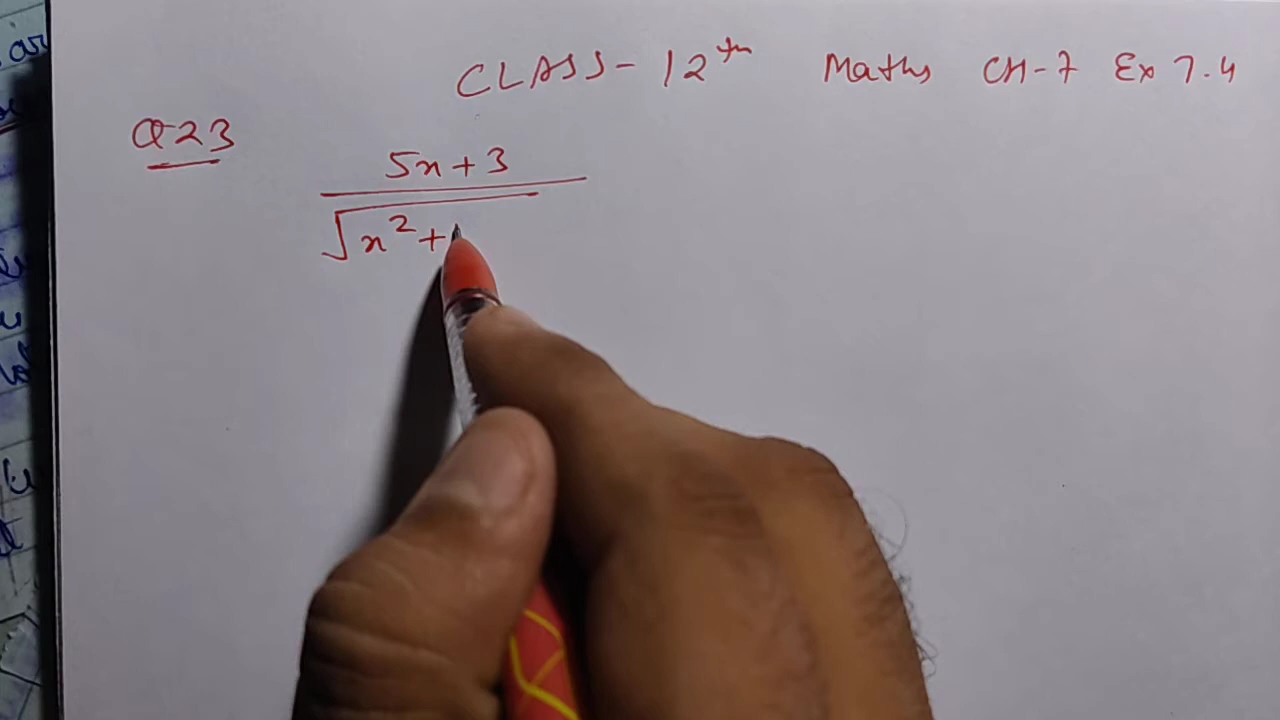 CLASS-12th Maths CH-7 Ex 7.4
Q23
5x+3
√x²+